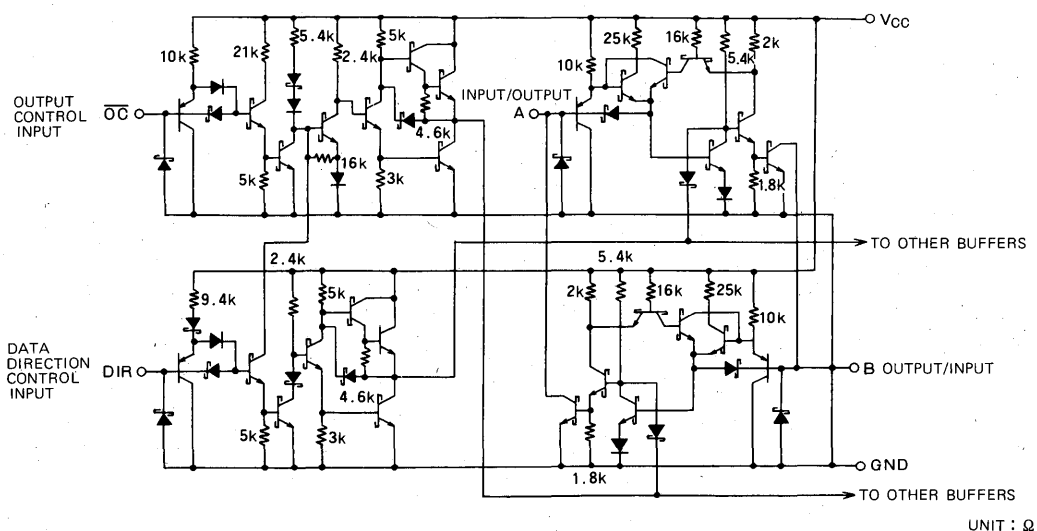 VCC
5.4k
5k
25k
16k
2k
10k
21k
2.4k
10k
5.4k
OUTPUT
CONTROL
INPUT
OC
INPUT/OUTPUT
A
4.6k
16k
5k
3k
1.8k
TO OTHER BUFFERS
2.4k
5.4k
9.4k
5k
2k
16k
25k
10k
DATA
DIRECTION
CONTROL
INPUT
DIR
B OUTPUT/INPUT
4.6k
5k
3k
1.8k
GND
TO OTHER BUFFERS
UNIT : Ω